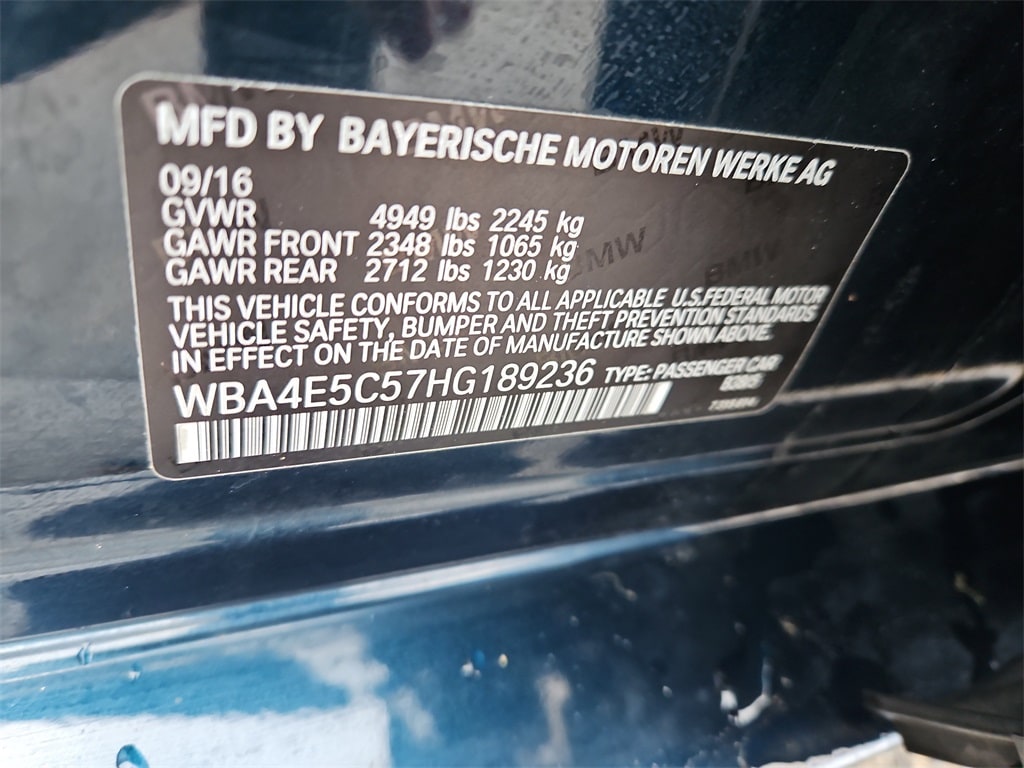 MFD BY BAYERISCHE MOTOREN WERKE AG
09/16
GVWR 4949 lbs 2245 kg
GAWR FRONT 2348 lbs 1065 kg
GAWR REAR 2712 lbs 1230 kg
THIS VEHICLE CONFORMS TO ALL APPLICABLE U.S.FEDERAL MOTOR
VEHICLE SAFETY, BUMPER AND THEFT PREVENTION STANDARDS
IN EFFECT ON THE DATE OF MANUFACTURE SHOWN ABOVE.
WBA4E5C57HG189236 TYPE: PASSENGER CAR